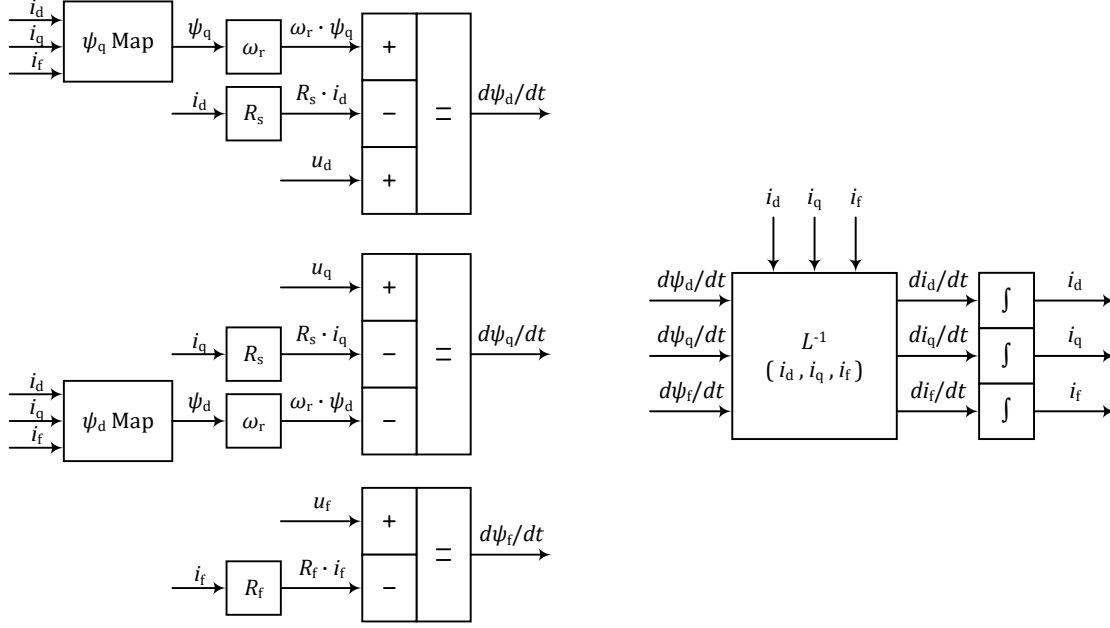 i_d
i_q
i_f
ψ_q Map
ψ_q
ω_r
ω_r · ψ_q
+
i_d
R_s
R_s · i_d
−
=
dψ_d/dt
u_d
+
u_q
+
i_q
R_s
R_s · i_q
−
=
dψ_q/dt
i_d
i_q
i_f
ψ_d Map
ψ_d
ω_r
ω_r · ψ_d
−
u_f
+
i_f
R_f
R_f · i_f
−
=
dψ_f/dt
i_d i_q i_f
dψ_d/dt
dψ_q/dt
dψ_f/dt
L⁻¹
( i_d , i_q , i_f )
di_d/dt
∫
i_d
di_q/dt
∫
i_q
di_f/dt
∫
i_f